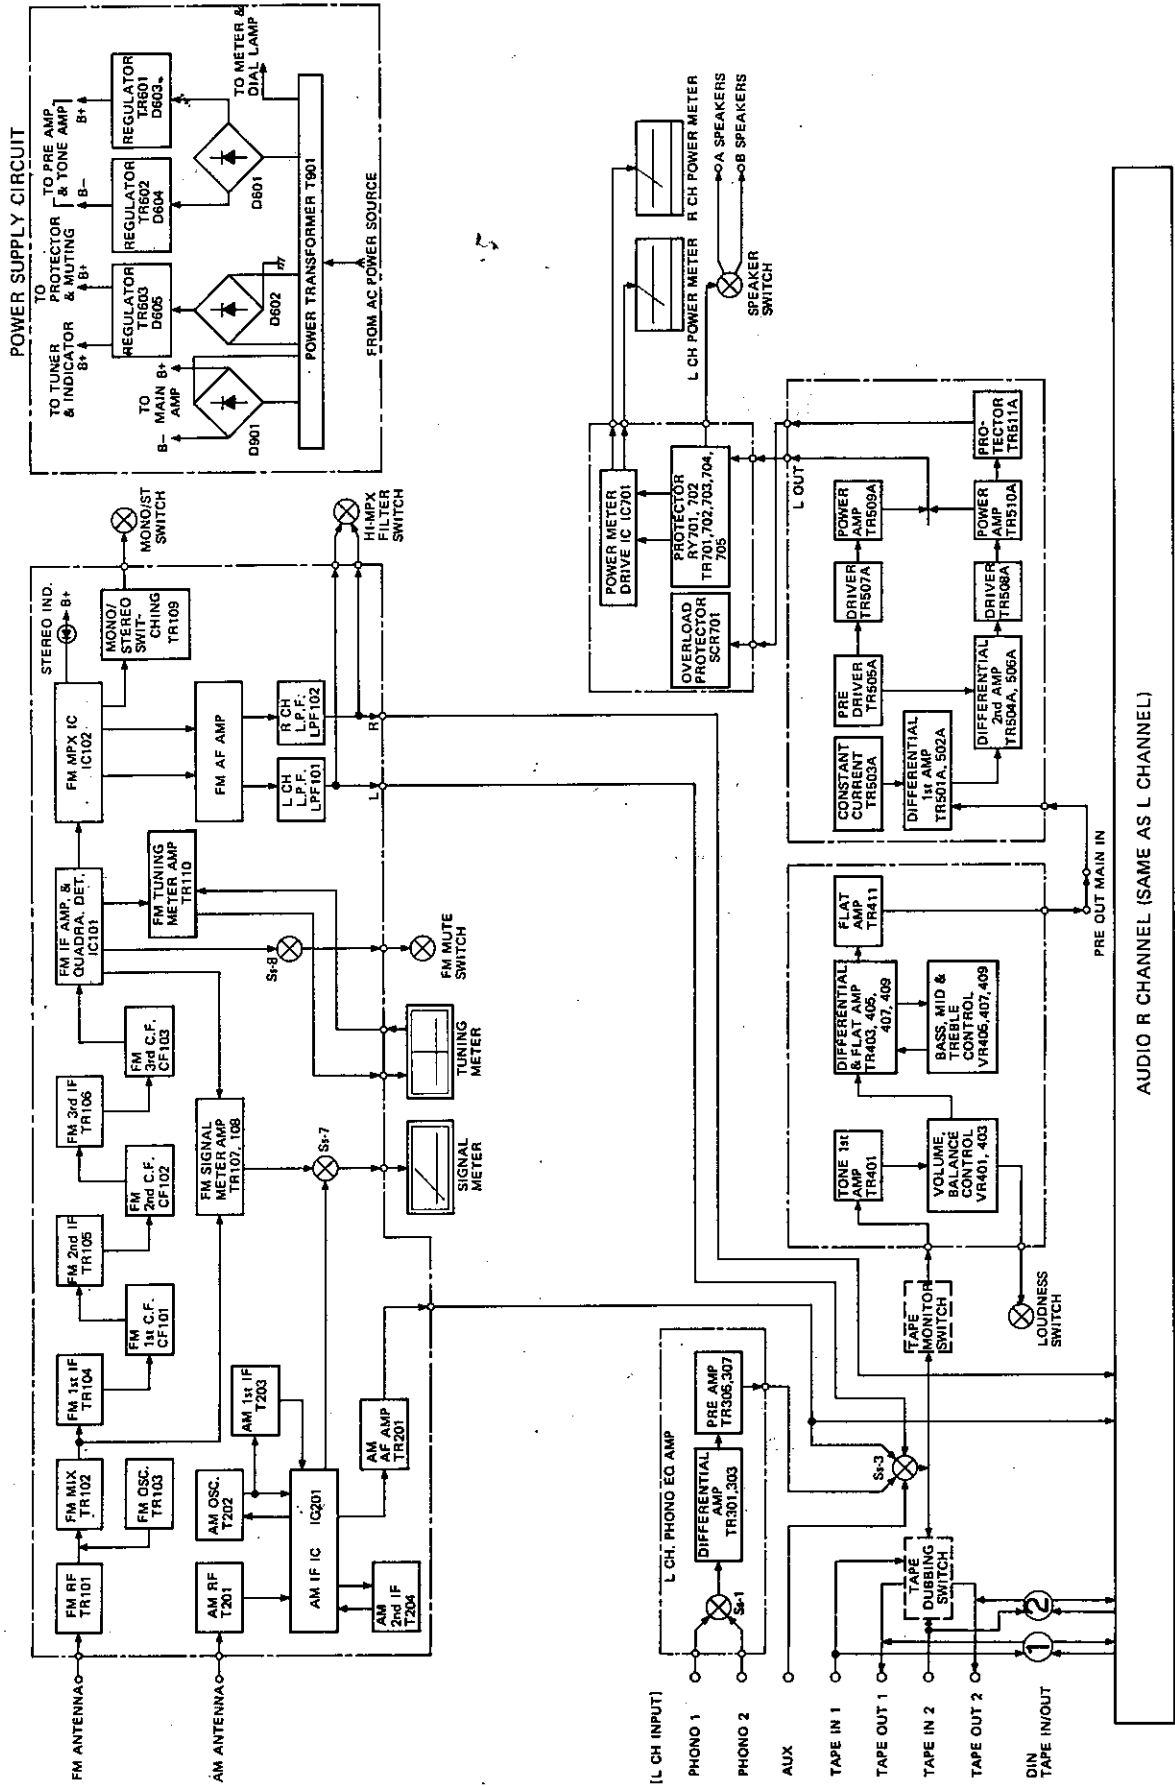 POWER SUPPLY CIRCUIT
TO TUNER
& INDICATOR
B+
TO
PROTECTOR
& MUTING
B+
TO PRE AMP
& TONE AMP
B−
B+
REGULATOR
TR603
D605
REGULATOR
TR602
D604
REGULATOR
TR601
D603
TO
MAIN
AMP
B−
B+
D901
D602
D601
TO METER &
DIAL LAMP
POWER TRANSFORMER T901
FROM AC POWER SOURCE
FM ANTENNA
FM RF
TR101
FM MIX
TR102
FM OSC.
TR103
FM 1st IF
TR104
FM
1st C.F.
CF101
FM 2nd IF
TR105
FM
2nd C.F.
CF102
FM 3rd IF
TR106
FM
3rd C.F.
CF103
FM IF AMP, &
QUADRA. DET,
IC101
FM MPX IC
IC102
STEREO IND.
B+
MONO/
STEREO
SWIT-
CHING
TR109
MONO/ST
SWITCH
FM TUNING
METER AMP
TR110
FM AF AMP
L CH
L.P.F.
LPF101
R CH
L.P.F.
LPF102
L
R
HI-MPX
FILTER
SWITCH
FM SIGNAL
METER AMP
TR107, 108
Ss-8
FM MUTE
SWITCH
Ss-7
SIGNAL
METER
TUNING
METER
AM ANTENNA
AM RF
T201
AM OSC.
T202
AM 1st IF
T203
AM IF IC
IC201
AM
2nd IF
T204
AM
AF AMP
TR201
[L CH INPUT]
PHONO 1
PHONO 2
AUX
TAPE IN 1
TAPE OUT 1
TAPE IN 2
TAPE OUT 2
DIN
TAPE IN/OUT
1
2
L CH. PHONO EQ AMP
Ss-1
DIFFERENTIAL
AMP
TR301,303
PRE AMP
TR305,307
Ss-3
TAPE
DUBBING
SWITCH
TAPE
MONITOR
SWITCH
LOUDNESS
SWITCH
TONE 1st
AMP
TR401
VOLUME,
BALANCE
CONTROL
VR401, 403
DIFFERENTIAL
& FLAT AMP
TR403, 405,
407, 409
BASS, MID &
TREBLE
CONTROL
VR405,407,409
FLAT
AMP
TR411
PRE OUT MAIN IN
CONSTANT
CURRENT
TR503A
DIFFERENTIAL
1st AMP
TR501A, 502A
PRE
DRIVER
TR505A
DIFFERENTIAL
2nd AMP
TR504A, 506A
DRIVER
TR507A
DRIVER
TR508A
POWER
AMP
TR509A
POWER
AMP
TR510A
PRO-
TECTOR
TR511A
L OUT
OVERLOAD
PROTECTOR
SCR701
PROTECTOR
RY701, 702
TR701,702,703,704,
705
POWER METER
DRIVE IC IC701
L CH POWER METER
R CH POWER METER
SPEAKER
SWITCH
A SPEAKERS
B SPEAKERS
AUDIO R CHANNEL (SAME AS L CHANNEL)